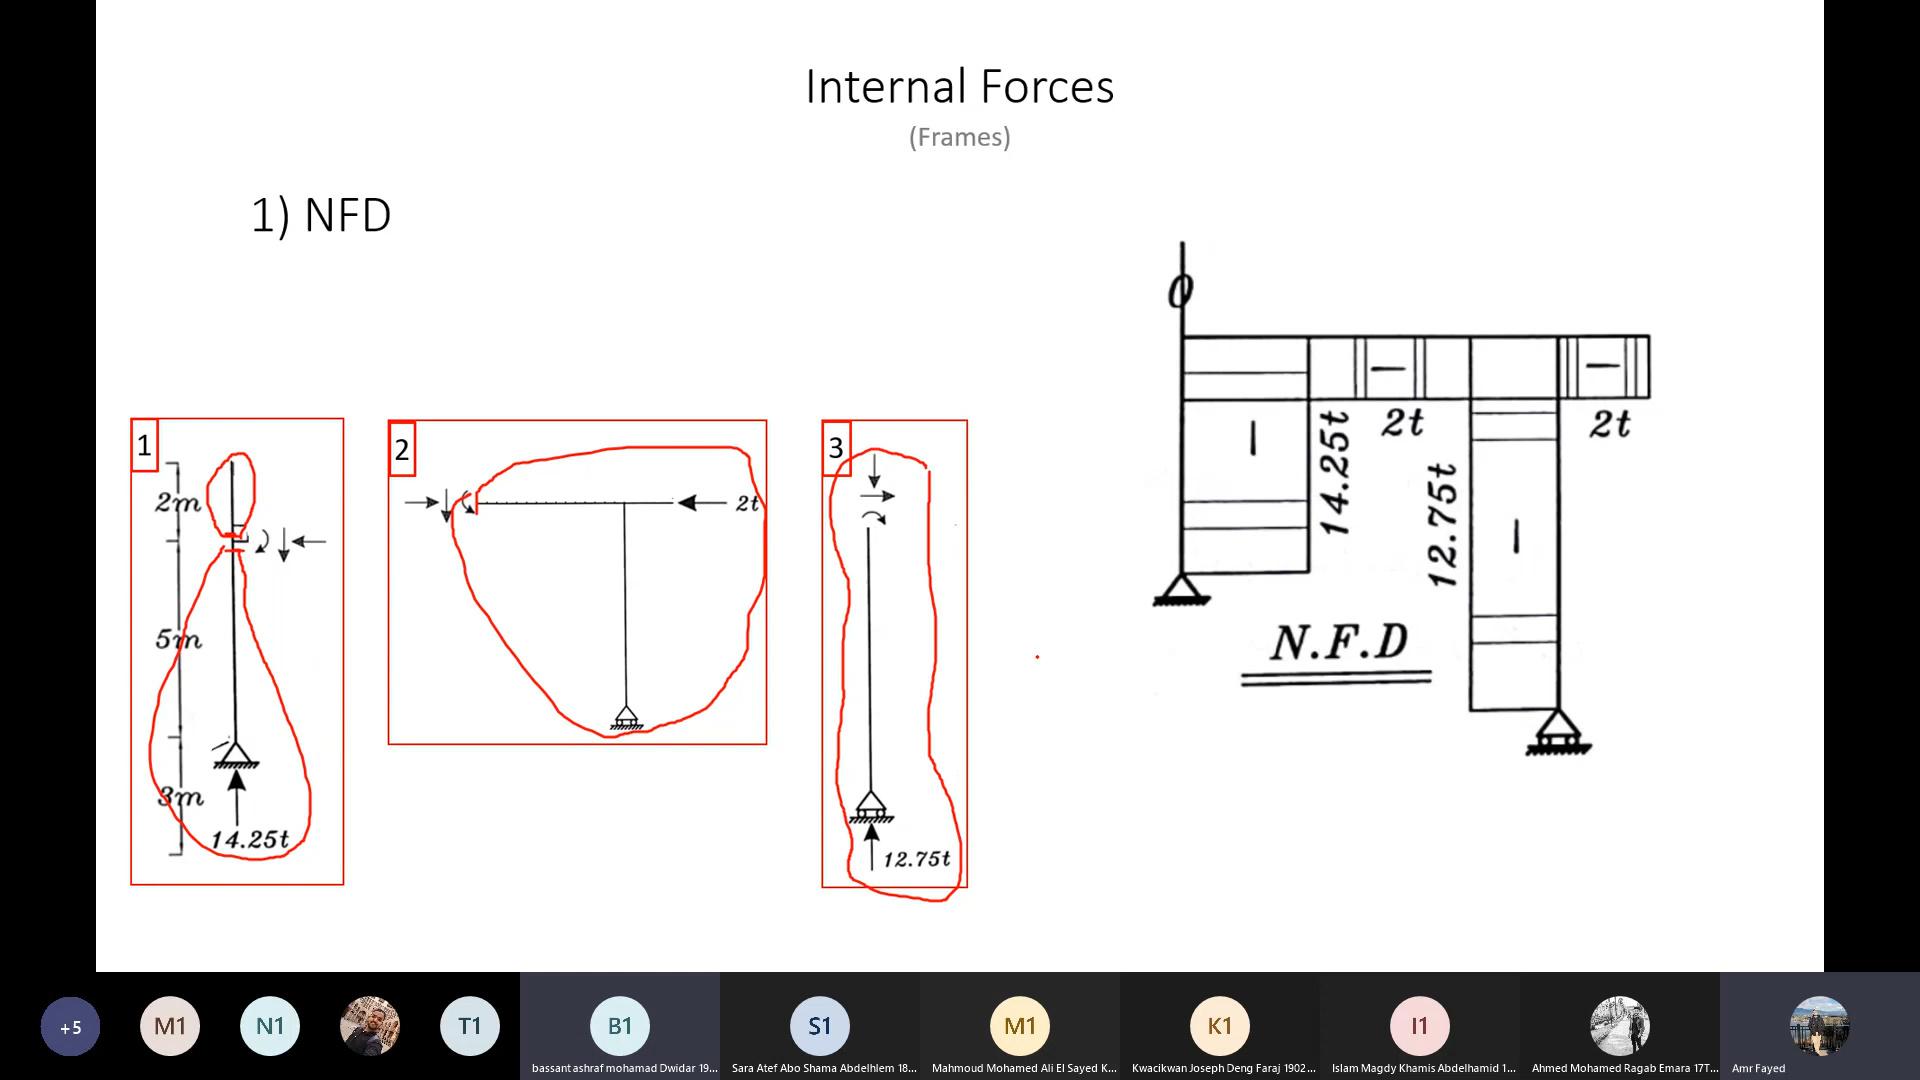 Internal Forces
(Frames)
1) NFD
1
2m
5m
3m
14.25t
2
2t
3
12.75t
0
14.25t
2t
12.75t
2t
N.F.D
+5
M1
N1
T1
B1
S1
M1
K1
I1
bassant ashraf mohamad Dwidar 19...
Sara Atef Abo Shama Abdelhlem 18...
Mahmoud Mohamed Ali El Sayed K...
Kwacikwan Joseph Deng Faraj 1902...
Islam Magdy Khamis Abdelhamid 1...
Ahmed Mohamed Ragab Emara 17T...
Amr Fayed